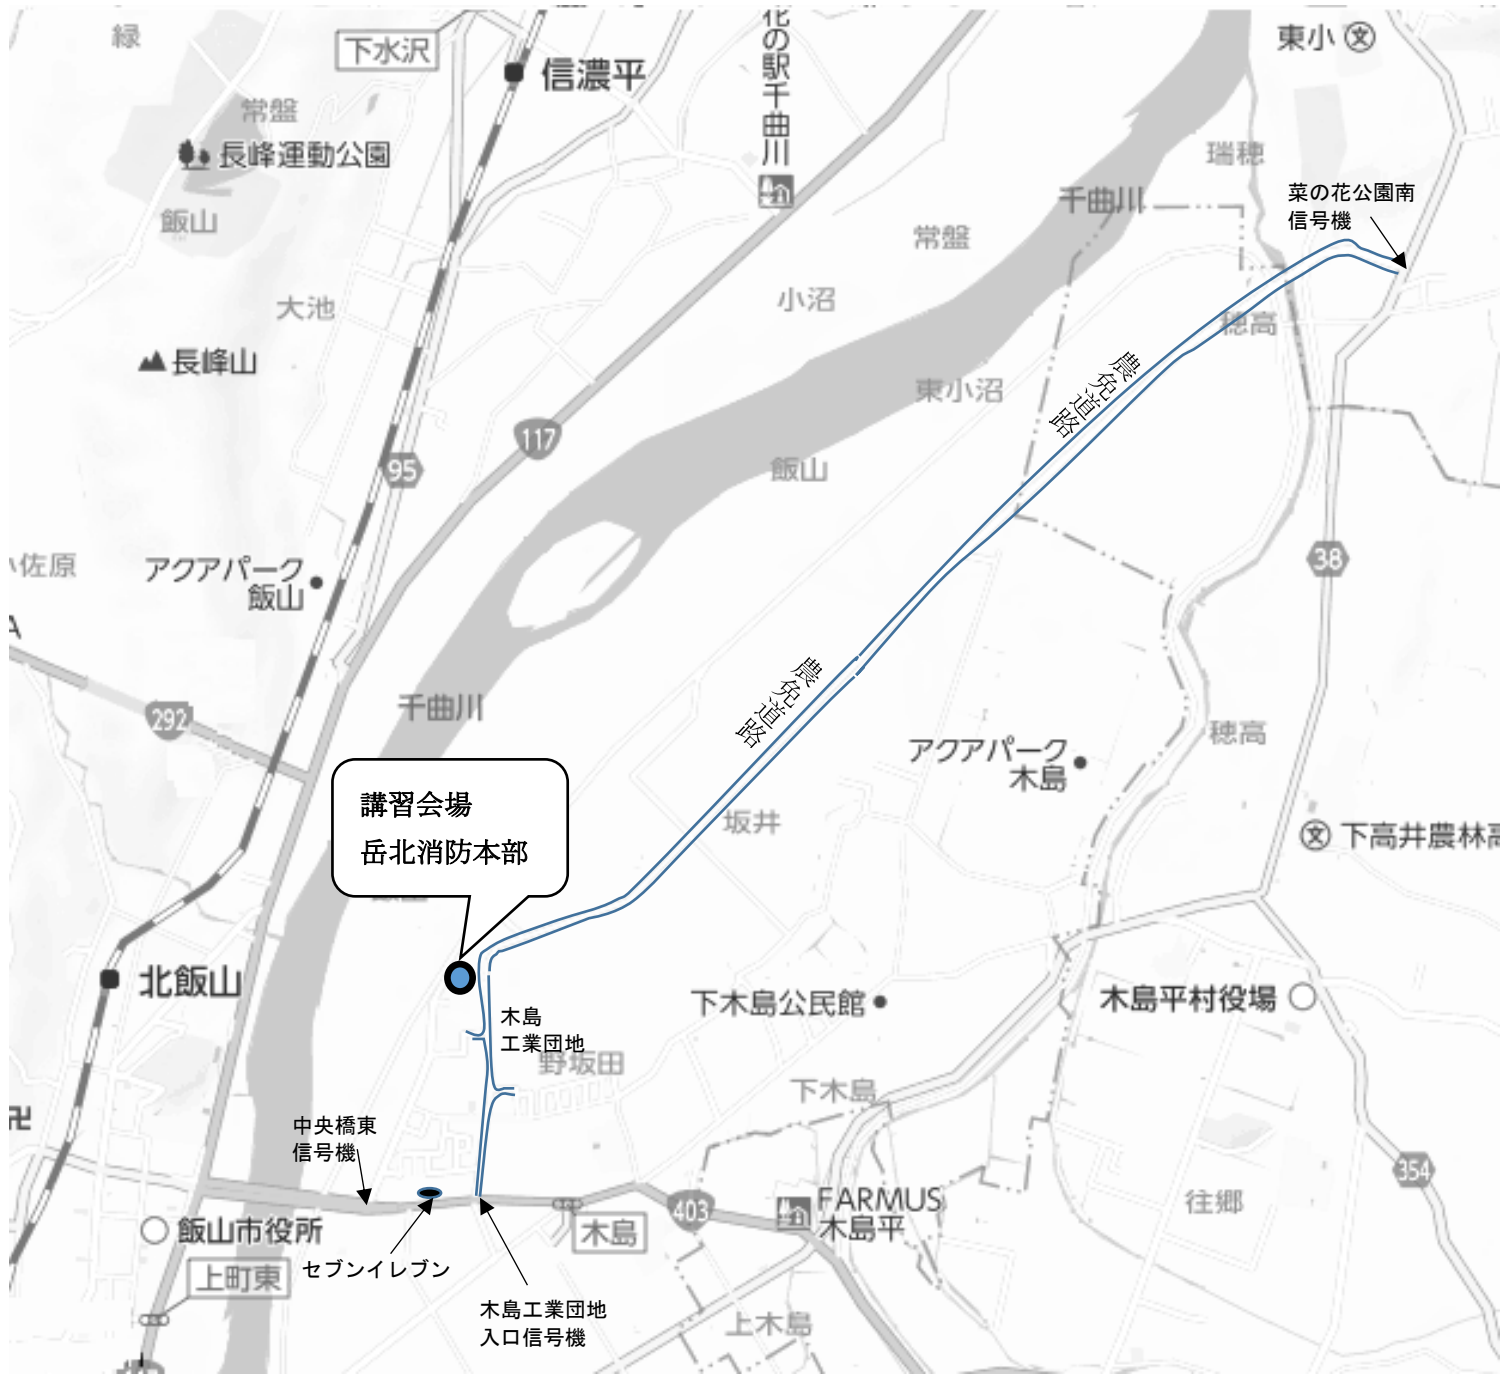 緑
下水沢
信濃平
花の駅千曲川
東小
文
常盤
長峰運動公園
飯山
瑞穂
千曲川
菜の花公園南
信号機
常盤
大池
小沼
穂高
長峰山
東小沼
農免道路
117
95
飯山
38
佐原
アクアパーク
飯山
292
千曲川
農免道路
穂高
アクアパーク
木島
講習会場
岳北消防本部
坂井
文
下高井農林高
北飯山
下木島公民館
木島平村役場
木島
工業団地
野坂田
下木島
中央橋東
信号機
354
往郷
403
FARMUS
木島平
飯山市役所
木島
セブンイレブン
上町東
木島工業団地
入口信号機
上木島